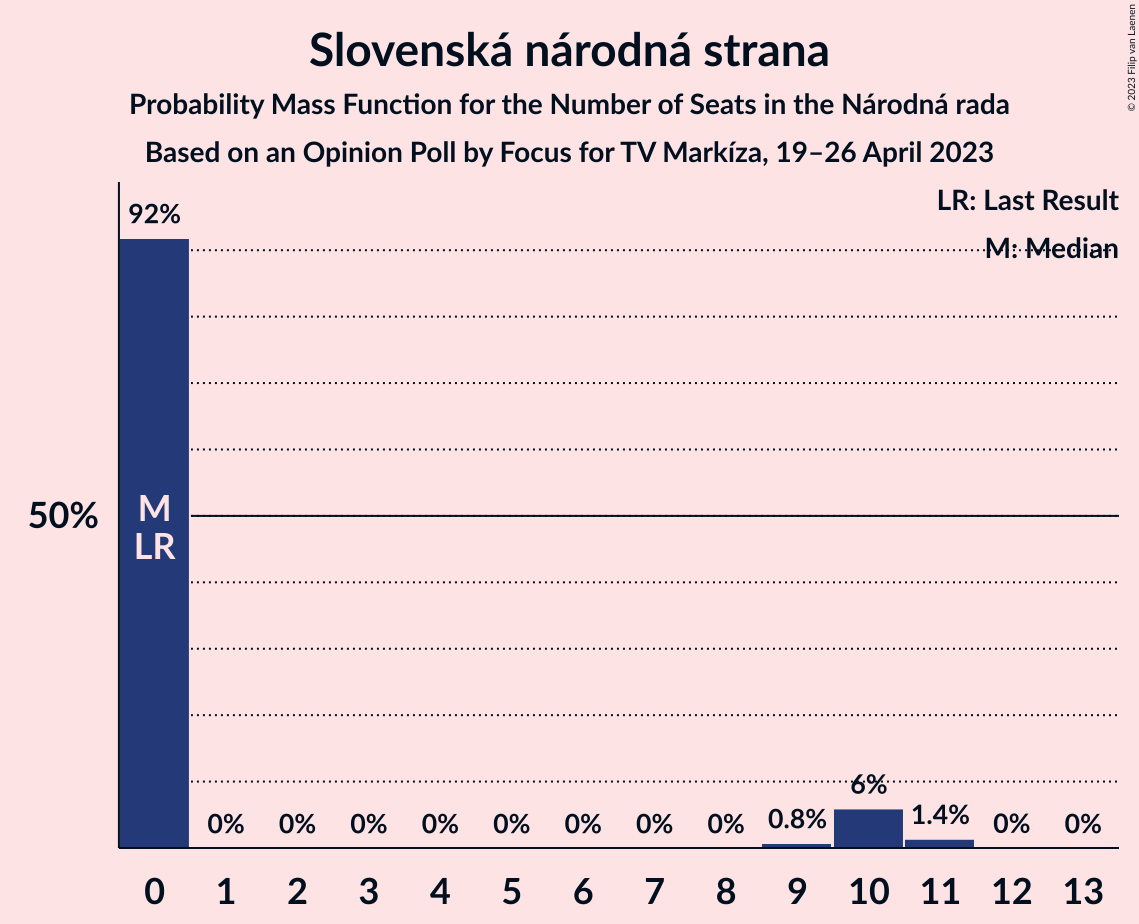 Slovenská národná strana
Probability Mass Function for the Number of Seats in the Národná rada
Based on an Opinion Poll by Focus for TV Markíza, 19–26 April 2023
© 2023 Filip van Laenen
LR: Last Result
M: Median
92%
50%
M
LR
0% 0% 0% 0% 0% 0% 0% 0% 0.8% 6% 1.4% 0% 0%
0 1 2 3 4 5 6 7 8 9 10 11 12 13